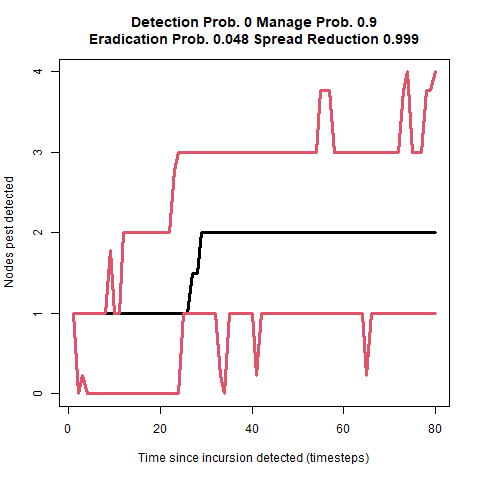 Detection Prob. 0 Manage Prob. 0.9
Eradication Prob. 0.048 Spread Reduction 0.999
Nodes pest detected
4
3
2
1
0
0 20 40 60 80
Time since incursion detected (timesteps)